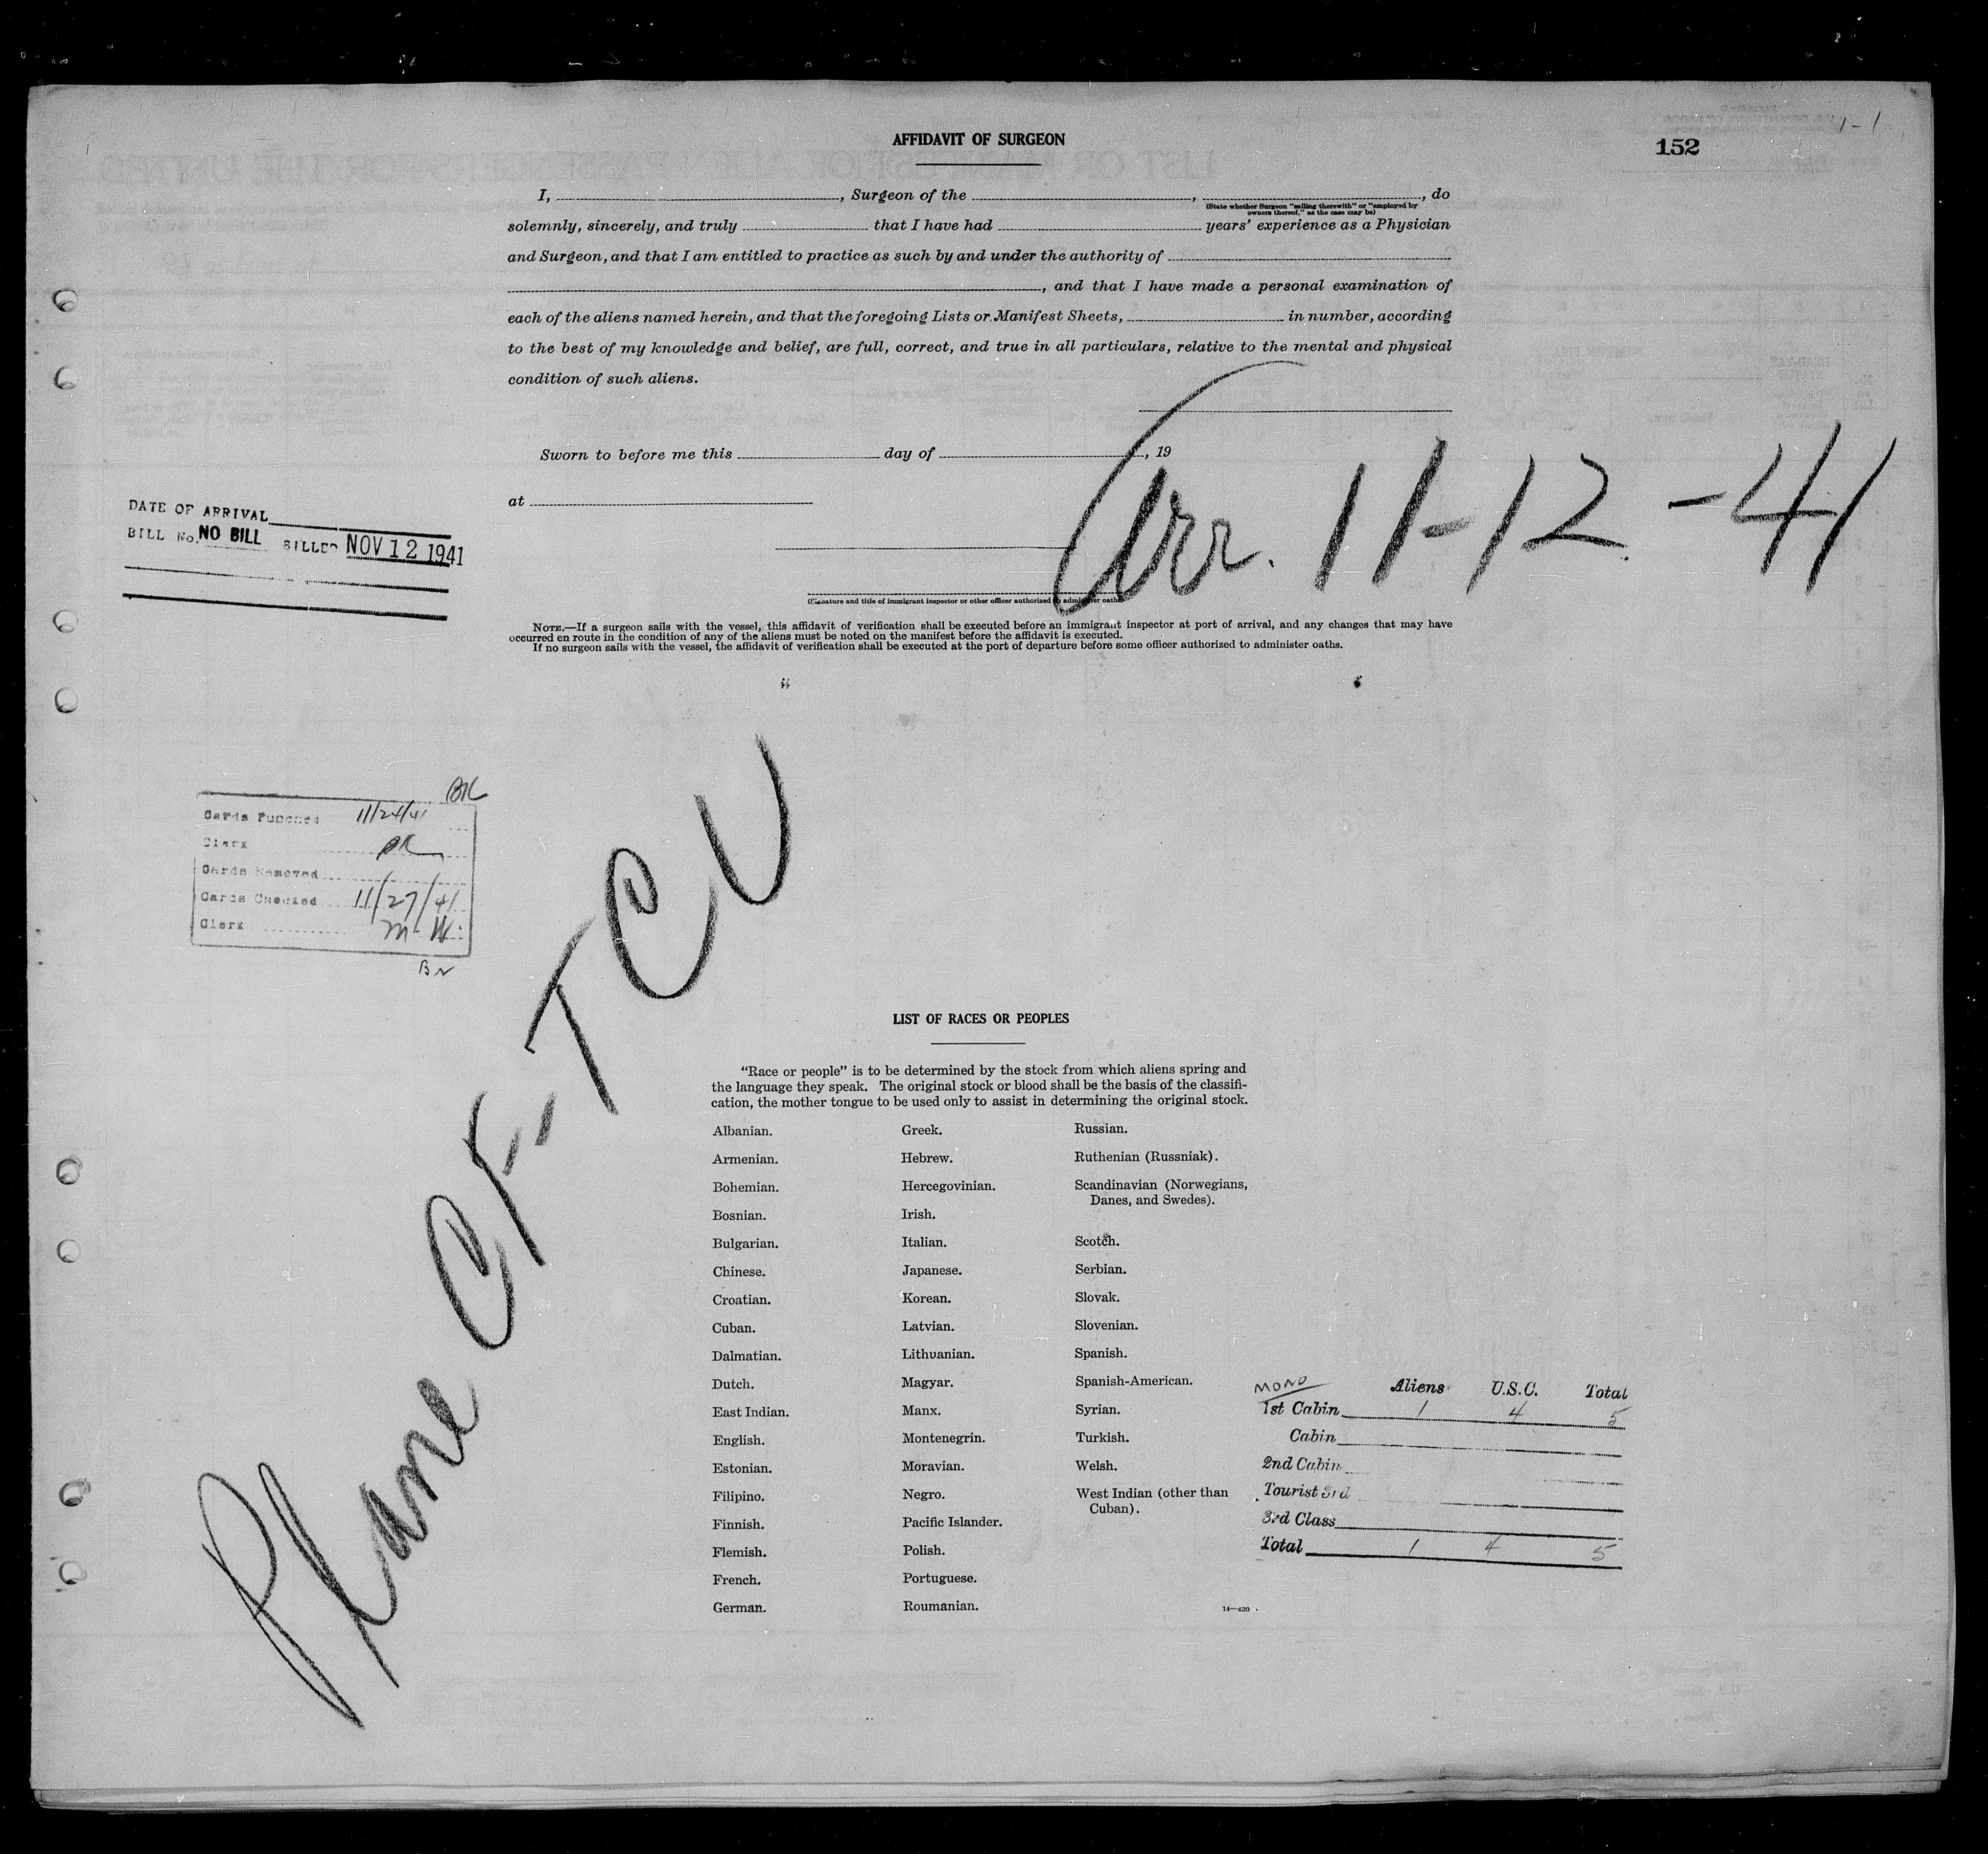 1-1
AFFIDAVIT OF SURGEON
152
I, , Surgeon of the , , do
(State whether Surgeon "sailing therewith" or "employed by
owners thereof," as the case may be)
solemnly, sincerely, and truly that I have had years' experience as a Physician
and Surgeon, and that I am entitled to practice as such by and under the authority of
, and that I have made a personal examination of
each of the aliens named herein, and that the foregoing Lists or Manifest Sheets, in number, according
to the best of my knowledge and belief, are full, correct, and true in all particulars, relative to the mental and physical
condition of such aliens.
Sworn to before me this day of , 19
at
Arr. 11-12-41
DATE OF ARRIVAL
BILL No. NO BILL BILLED NOV 12 1941
(Signature and title of immigrant inspector or other officer authorized to administer oaths)
NOTE.—If a surgeon sails with the vessel, this affidavit of verification shall be executed before an immigrant inspector at port of arrival, and any changes that may have
occurred en route in the condition of any of the aliens must be noted on the manifest before the affidavit is executed.
If no surgeon sails with the vessel, the affidavit of verification shall be executed at the port of departure before some officer authorized to administer oaths.
Cards Punched 11/24/41
Clerk
Cards Removed
Cards Checked 11/27/41
Clerk M-W.
Plane CF-TCU
LIST OF RACES OR PEOPLES
"Race or people" is to be determined by the stock from which aliens spring and
the language they speak. The original stock or blood shall be the basis of the classifi-
cation, the mother tongue to be used only to assist in determining the original stock.
Albanian.
Armenian.
Bohemian.
Bosnian.
Bulgarian.
Chinese.
Croatian.
Cuban.
Dalmatian.
Dutch.
East Indian.
English.
Estonian.
Filipino.
Finnish.
Flemish.
French.
German.
Greek.
Hebrew.
Hercegovinian.
Irish.
Italian.
Japanese.
Korean.
Latvian.
Lithuanian.
Magyar.
Manx.
Montenegrin.
Moravian.
Negro.
Pacific Islander.
Polish.
Portuguese.
Roumanian.
Russian.
Ruthenian (Russniak).
Scandinavian (Norwegians,
Danes, and Swedes).
Scotch.
Serbian.
Slovak.
Slovenian.
Spanish.
Spanish-American.
Syrian.
Turkish.
Welsh.
West Indian (other than
Cuban).
14—430
MONO Aliens U.S.C. Total
1st Cabin 1 4 5
Cabin
2nd Cabin
Tourist 3rd
3rd Class
Total 1 4 5